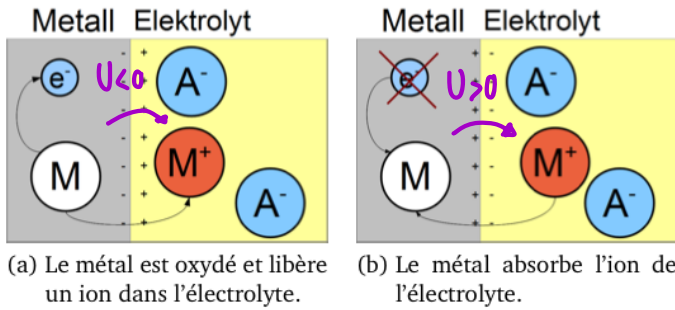 Metall Elektrolyt
e⁻ U<0 A⁻
M M⁺
A⁻
(a) Le métal est oxydé et libère
un ion dans l'électrolyte.
Metall Elektrolyt
e⁻ U>0 A⁻
M M⁺
A⁻
(b) Le métal absorbe l'ion de
l'électrolyte.